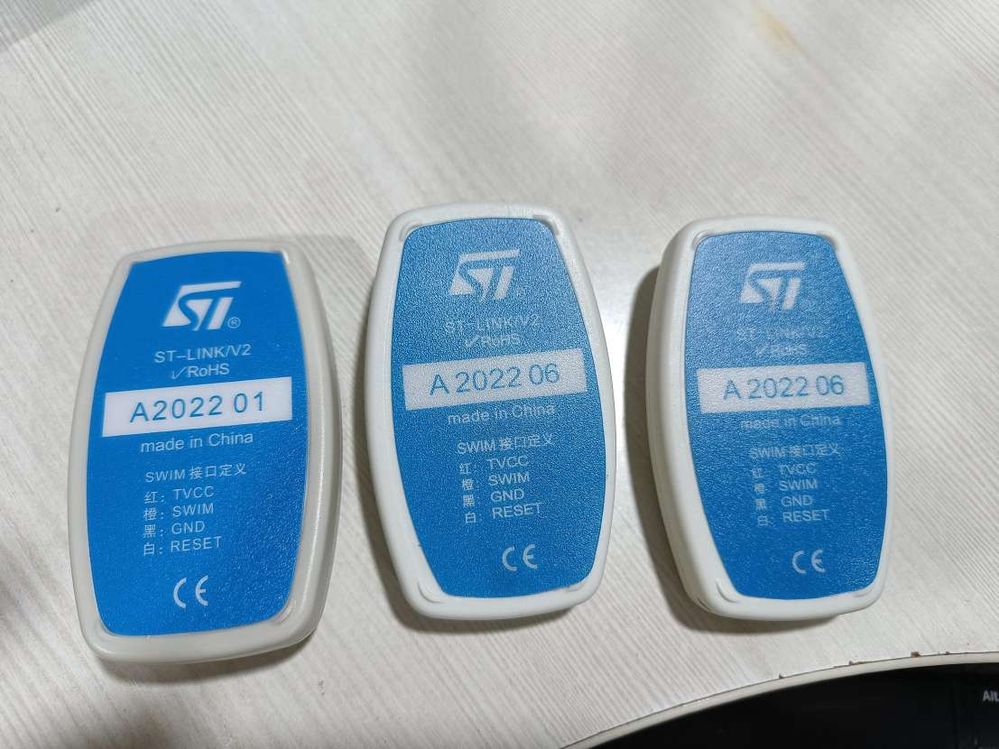 ST®
ST-LINK/V2
✓RoHS
A2022 01
made in China
SWIM 接口定义
红: TVCC
橙: SWIM
黑: GND
白: RESET
CE
ST
ST-LINK/V2
✓RoHS
A 2022 06
made in China
SWIM 接口定义
红: TVCC
橙: SWIM
黑: GND
白: RESET
CE
ST
ST-LINK/V2
✓RoHS
A 2022 06
made in China
SWIM 接口定义
红: TVCC
橙: SWIM
黑: GND
白: RESET
CE